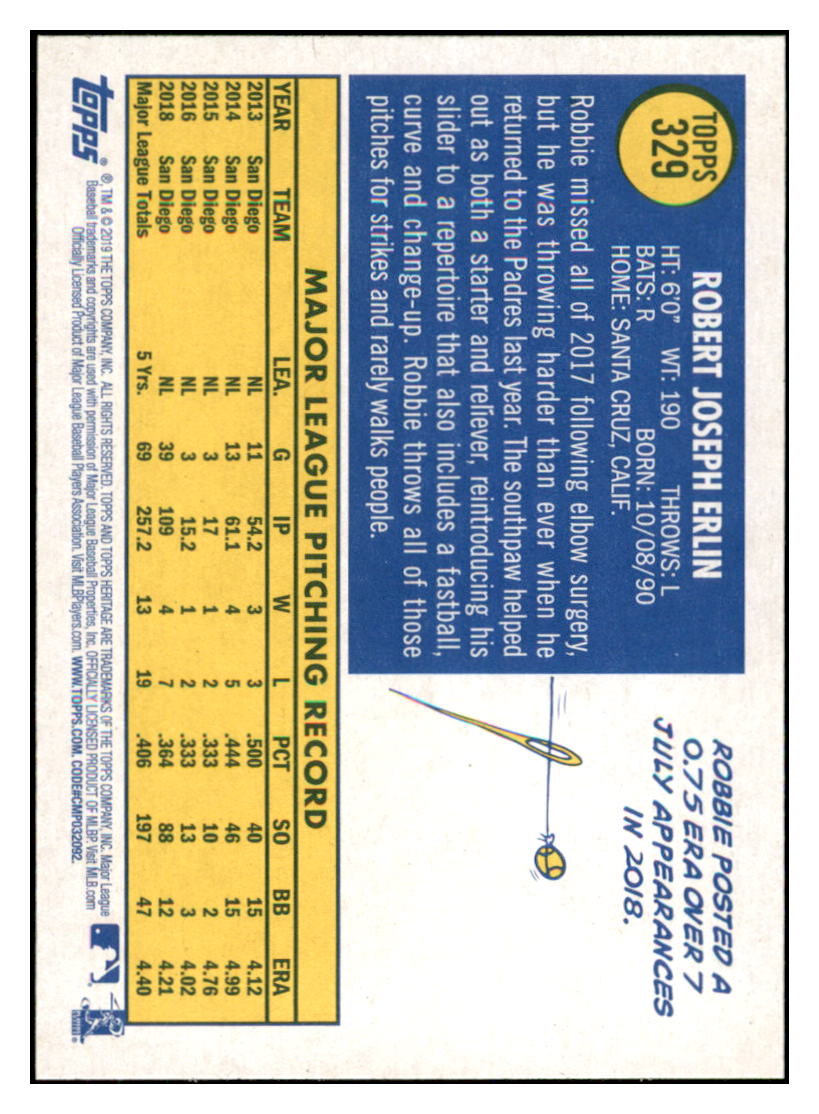 TOPPS
329
ROBERT JOSEPH ERLIN
HT: 6'0" WT: 190 THROWS: L
BATS: R BORN: 10/08/90
HOME: SANTA CRUZ, CALIF.
Robbie missed all of 2017 following elbow surgery,
but he was throwing harder than ever when he
returned to the Padres last year. The southpaw helped
out as both a starter and reliever, reintroducing his
slider to a repertoire that also includes a fastball,
curve and change-up. Robbie throws all of those
pitches for strikes and rarely walks people.
ROBBIE POSTED A
0.75 ERA OVER 7
JULY APPEARANCES
IN 2018.
MAJOR LEAGUE PITCHING RECORD
YEAR TEAM LEA. G IP W L PCT SO BB ERA
2013 San Diego NL 11 54.2 3 3 .500 40 15 4.12
2014 San Diego NL 13 61.1 4 5 .444 46 15 4.99
2015 San Diego NL 3 17 1 2 .333 10 2 4.76
2016 San Diego NL 3 15.2 1 2 .333 13 3 4.02
2018 San Diego NL 39 109 4 7 .364 88 12 4.21
Major League Totals 5 Yrs. 69 257.2 13 19 .406 197 47 4.40
topps®
®, TM & © 2019 THE TOPPS COMPANY, INC. ALL RIGHTS RESERVED. TOPPS AND TOPPS HERITAGE ARE TRADEMARKS OF THE TOPPS COMPANY, INC. Major League
Baseball trademarks and copyrights are used with permission of Major League Baseball Properties, Inc. OFFICIALLY LICENSED PRODUCT OF MLBP. Visit MLB.com
Officially Licensed Product of Major League Baseball Players Association. Visit MLBPlayers.com. WWW.TOPPS.COM. CODE#CMP032092.